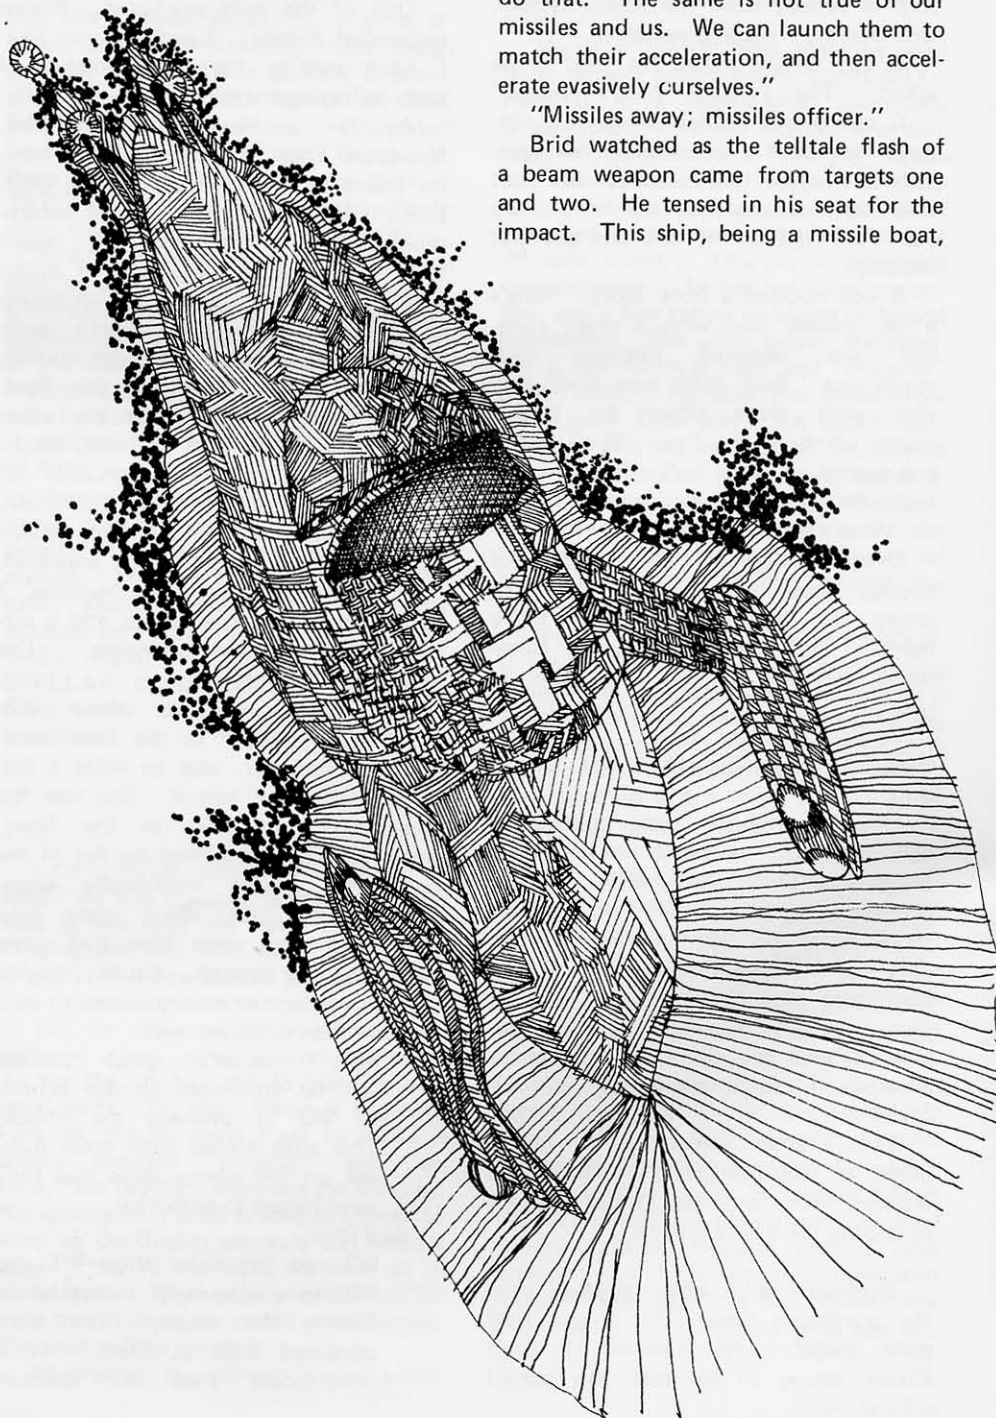 do that. The same is not true of our
missiles and us. We can launch them to
match their acceleration, and then accel-
erate evasively ourselves."
"Missiles away; missiles officer."
Brid watched as the telltale flash of
a beam weapon came from targets one
and two. He tensed in his seat for the
impact. This ship, being a missile boat,